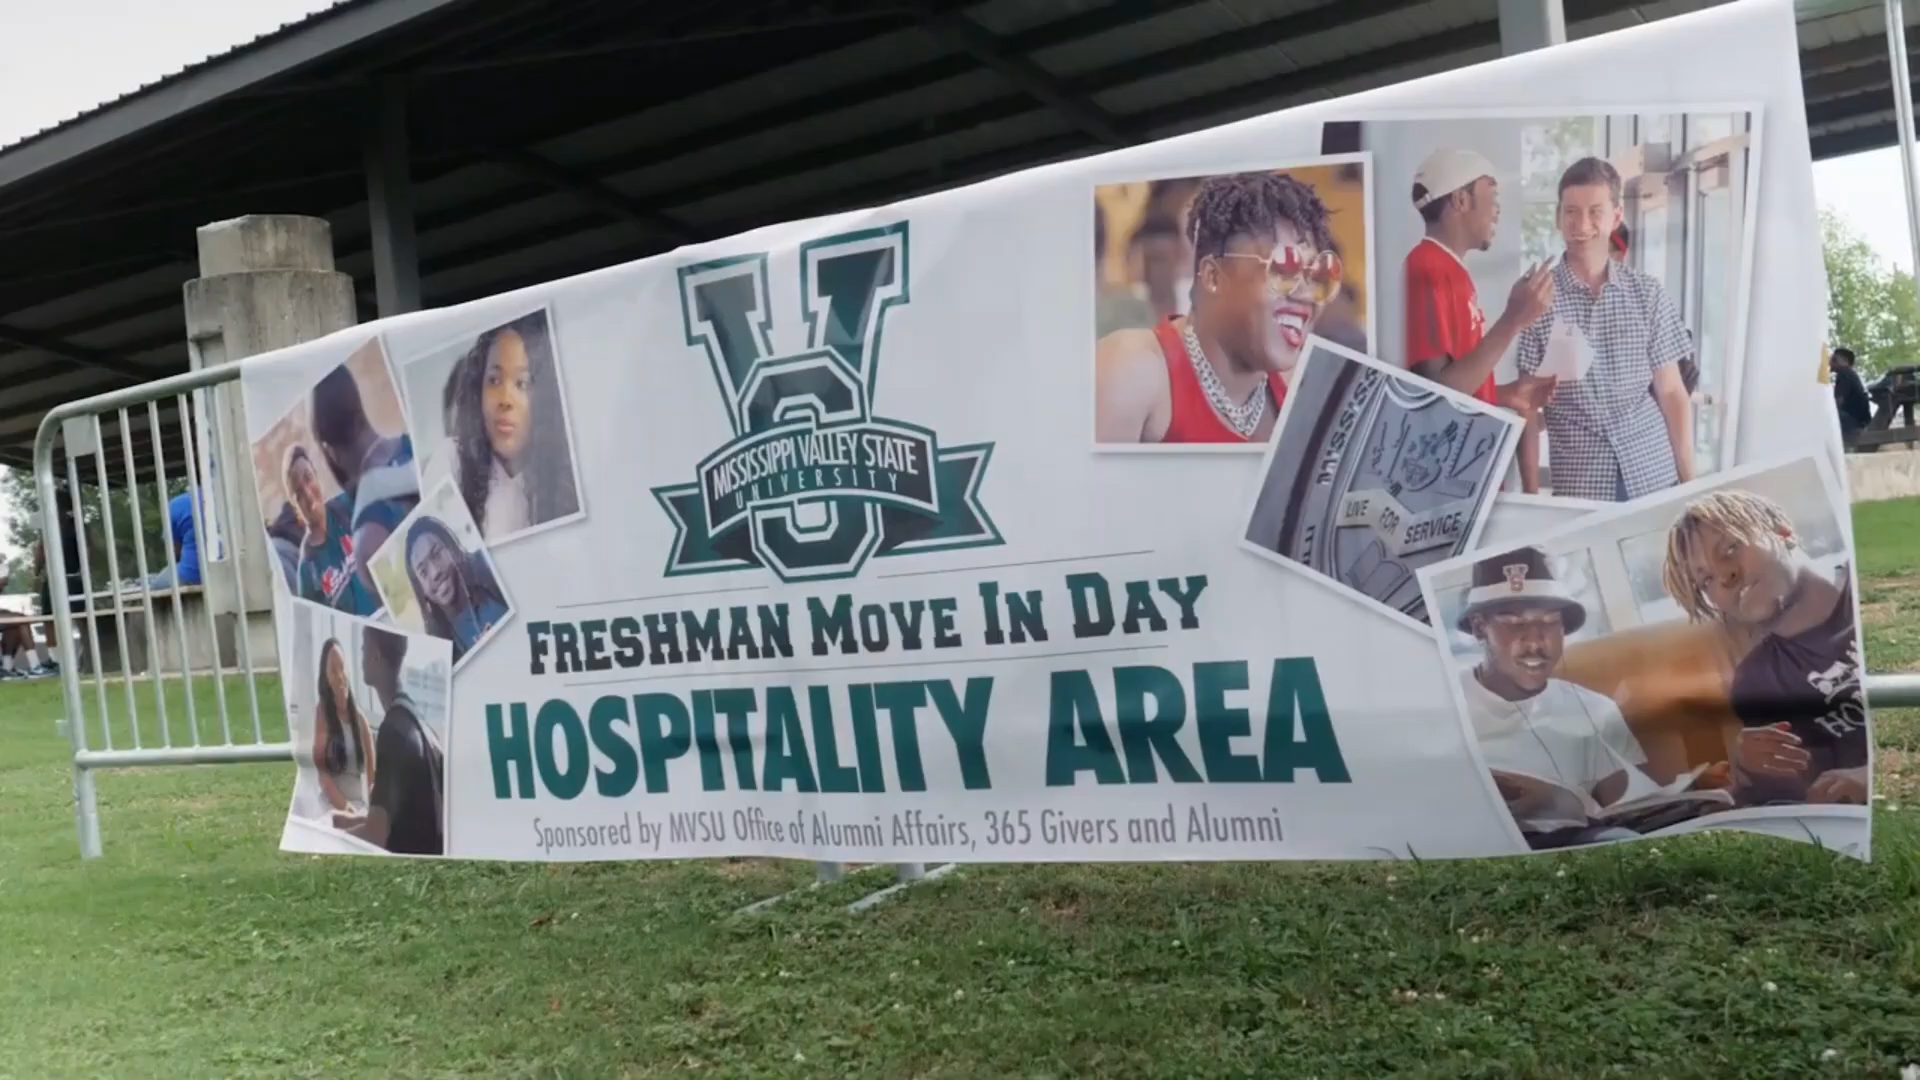 MISSISSIPPI VALLEY STATE
UNIVERSITY
FRESHMAN MOVE IN DAY
HOSPITALITY AREA
Sponsored by MVSU Office of Alumni Affairs, 365 Givers and Alumni
LIVE FOR SERVICE